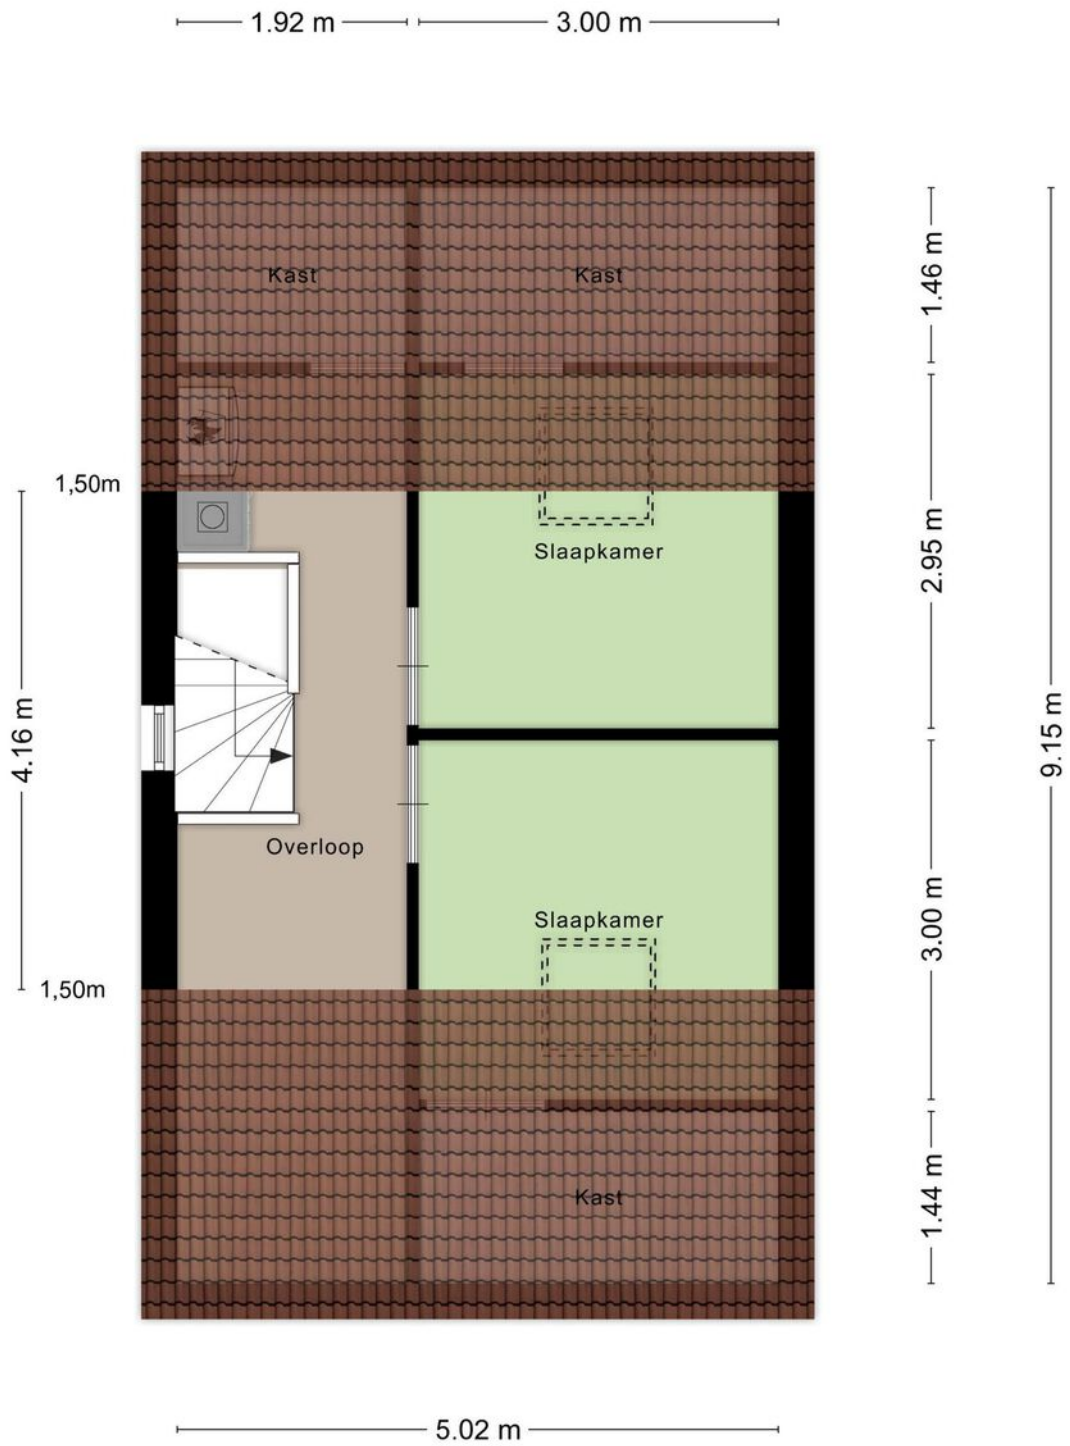 1.92 m
3.00 m
Kast
Kast
1.46 m
1,50m
Slaapkamer
2.95 m
4.16 m
9.15 m
Overloop
Slaapkamer
3.00 m
1,50m
Kast
1.44 m
5.02 m